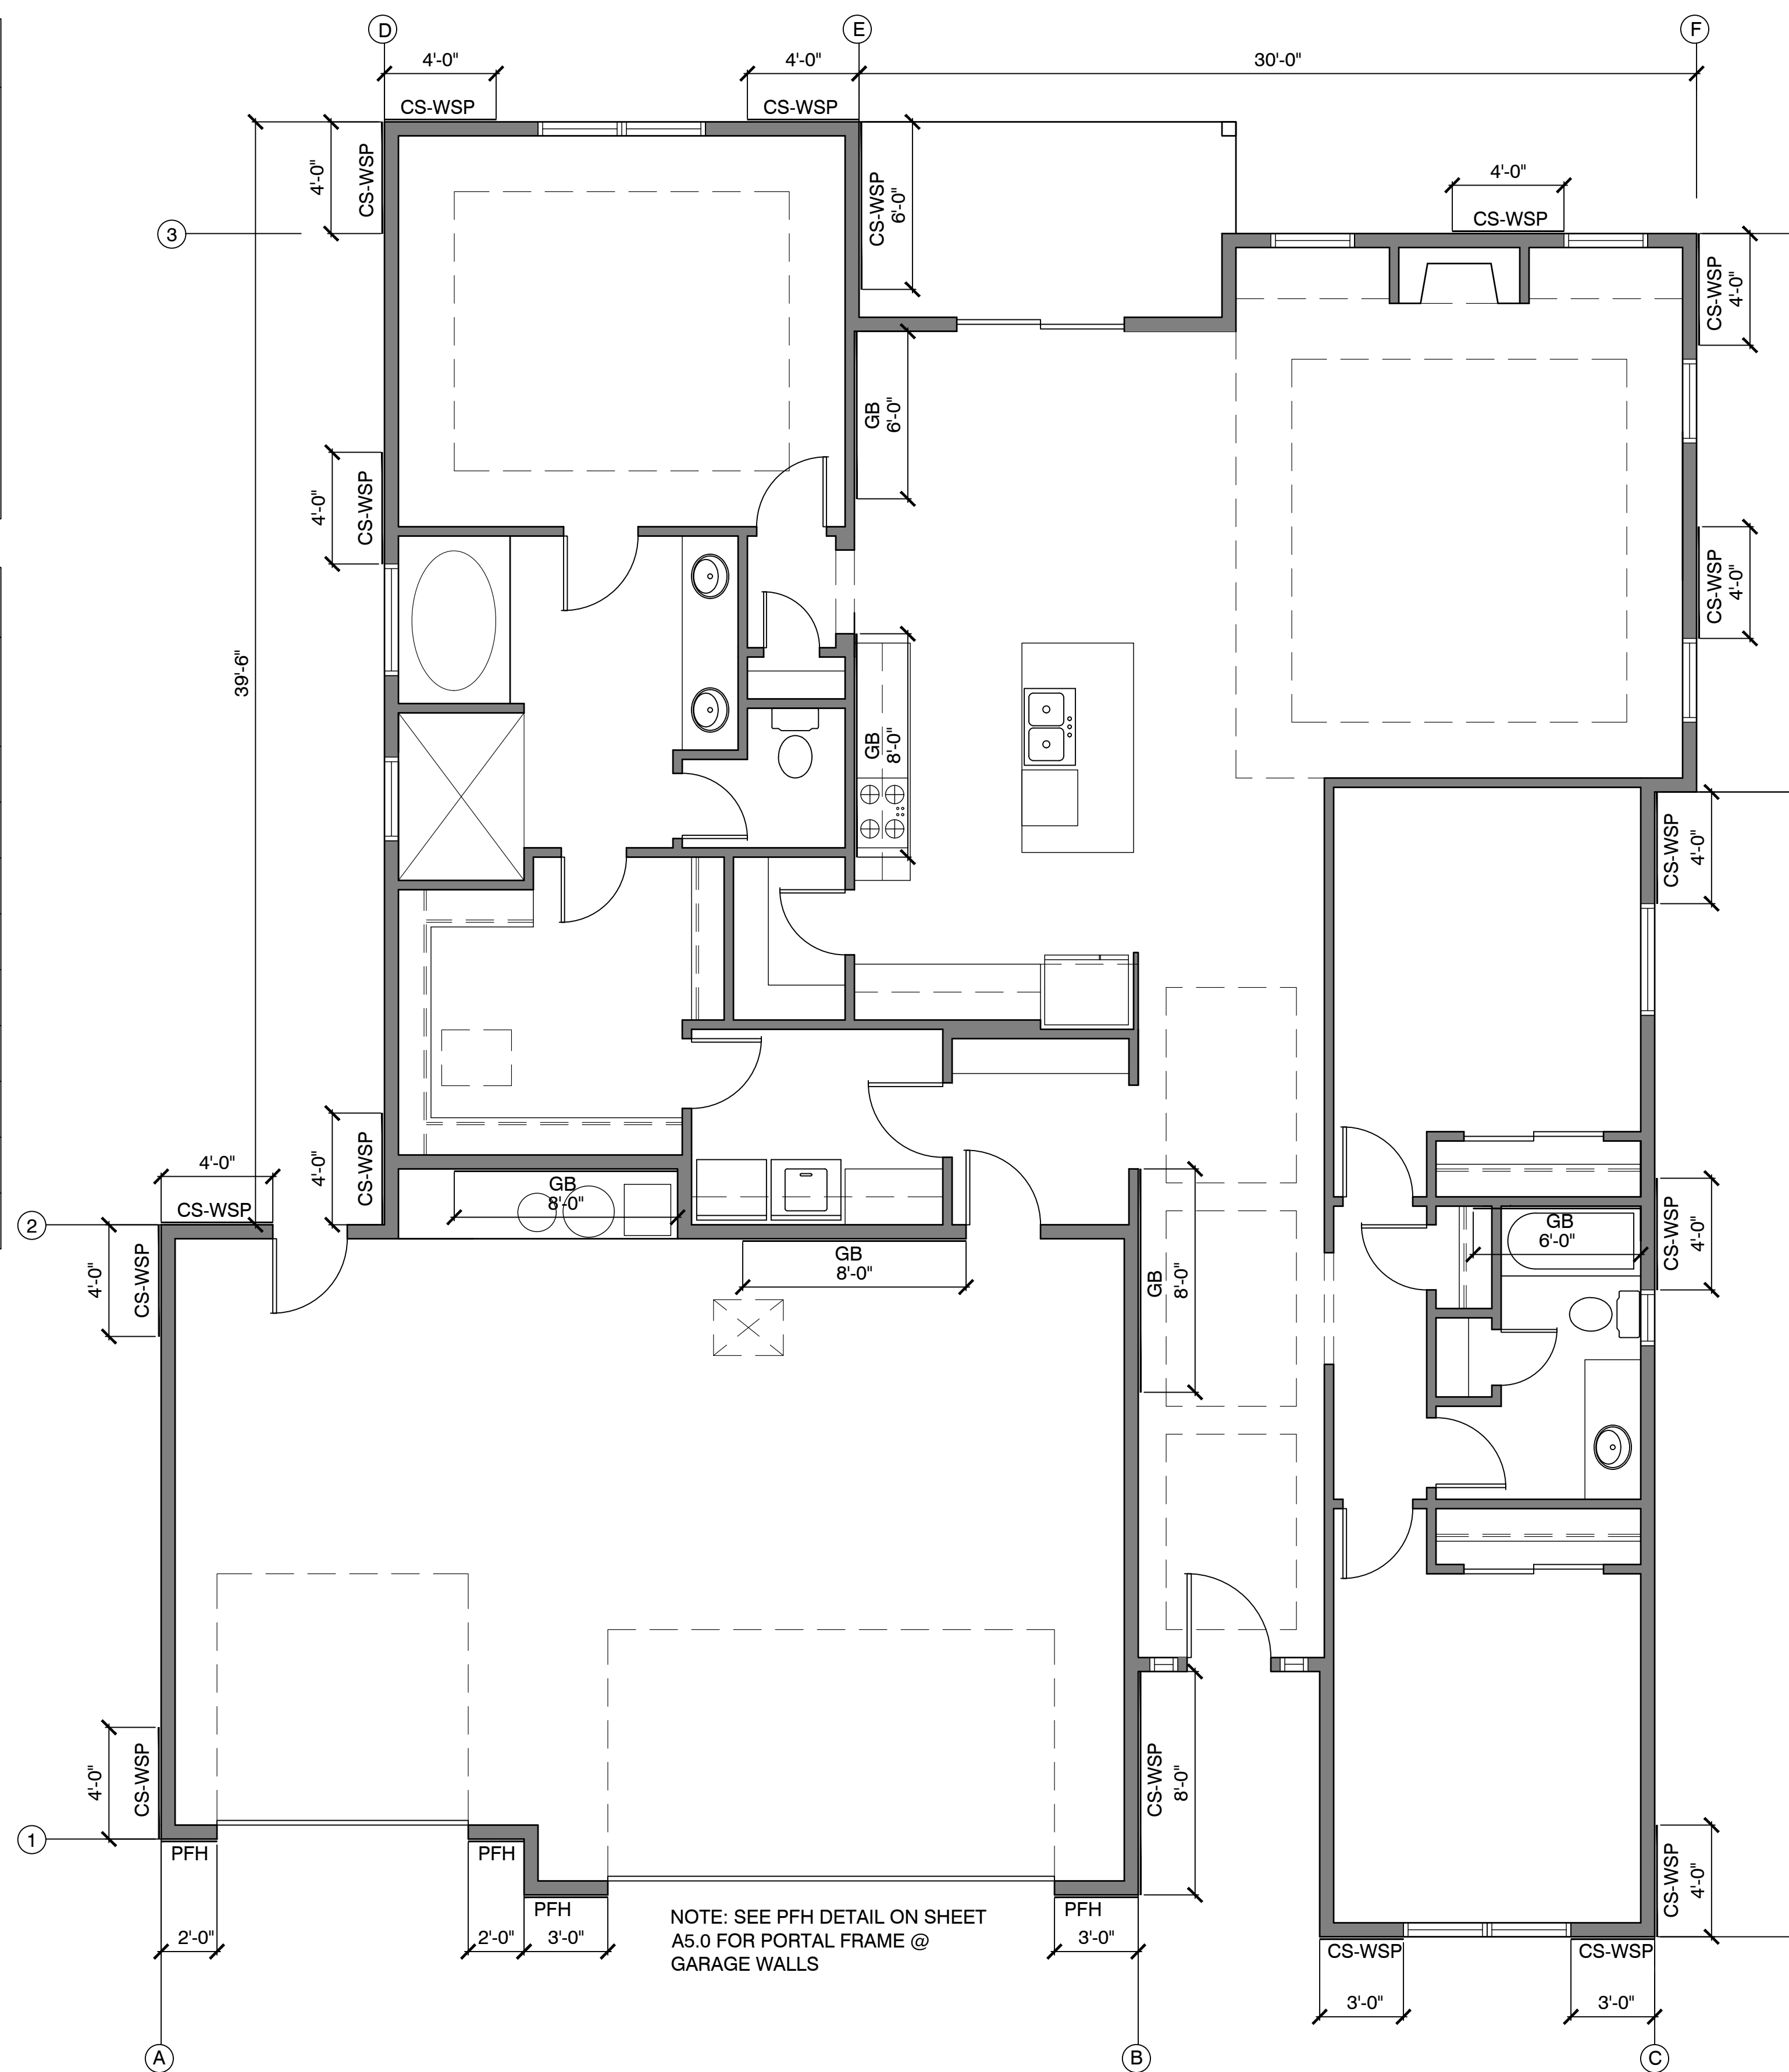 D
E
F
4'-0"
4'-0"
30'-0"
CS-WSP
CS-WSP
4'-0"
CS-WSP
CS-WSP
6'-0"
4'-0"
CS-WSP
3
CS-WSP
4'-0"
GB
6'-0"
4'-0"
CS-WSP
CS-WSP
4'-0"
39'-6"
GB
8'-0"
CS-WSP
4'-0"
4'-0"
CS-WSP
4'-0"
CS-WSP
GB
8'-0"
2
4'-0"
CS-WSP
GB
8'-0"
GB
8'-0"
GB
6'-0"
CS-WSP
4'-0"
4'-0"
CS-WSP
CS-WSP
8'-0"
CS-WSP
4'-0"
1
PFH
PFH
PFH
PFH
2'-0"
2'-0"
3'-0"
3'-0"
NOTE: SEE PFH DETAIL ON SHEET
A5.0 FOR PORTAL FRAME @
GARAGE WALLS
CS-WSP
CS-WSP
3'-0"
3'-0"
A
B
C